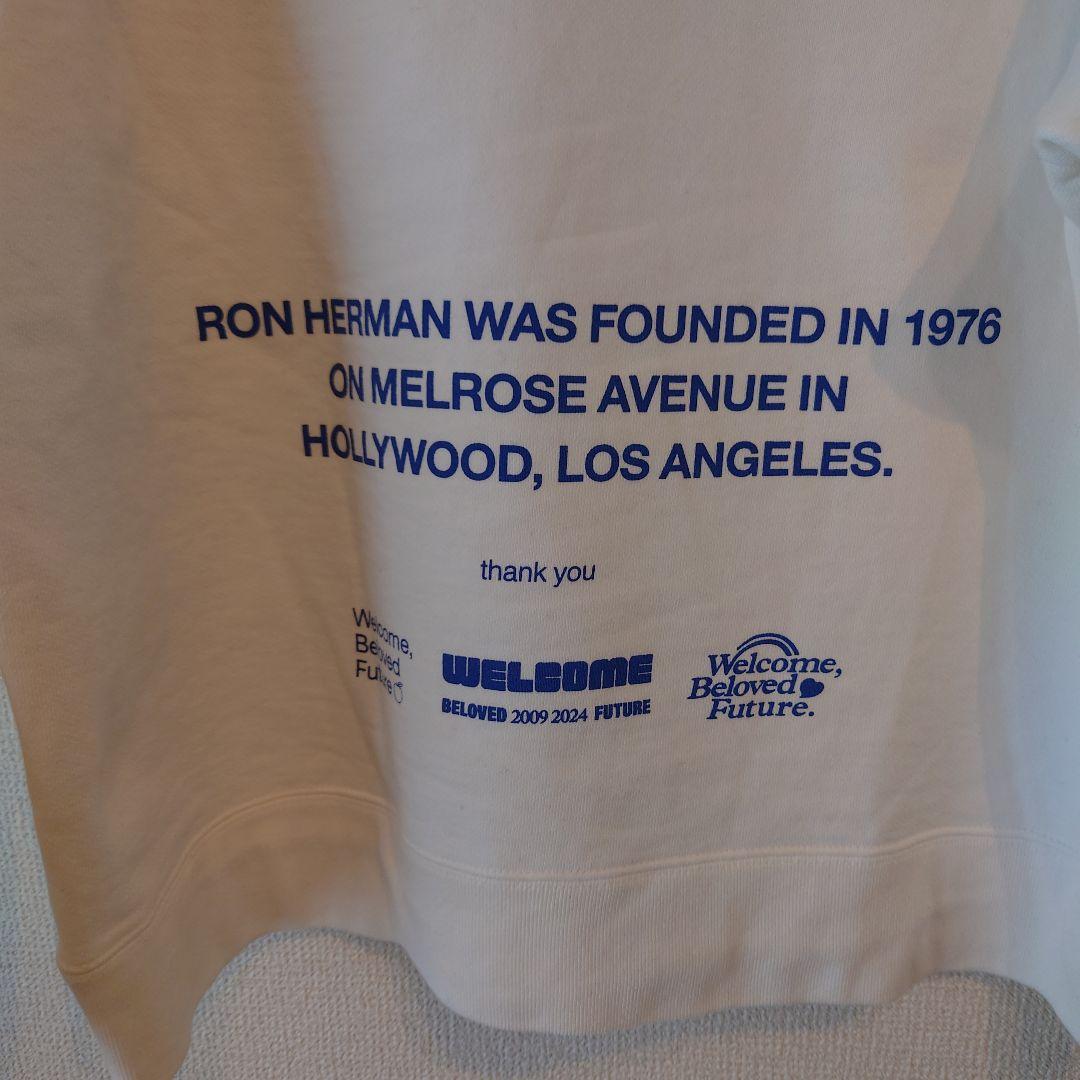 RON HERMAN WAS FOUNDED IN 1976
ON MELROSE AVENUE IN
HOLLYWOOD, LOS ANGELES.
thank you
Welcome,
Beloved
Future
WELCOME
BELOVED 2009 2024 FUTURE
Welcome,
Beloved
Future.